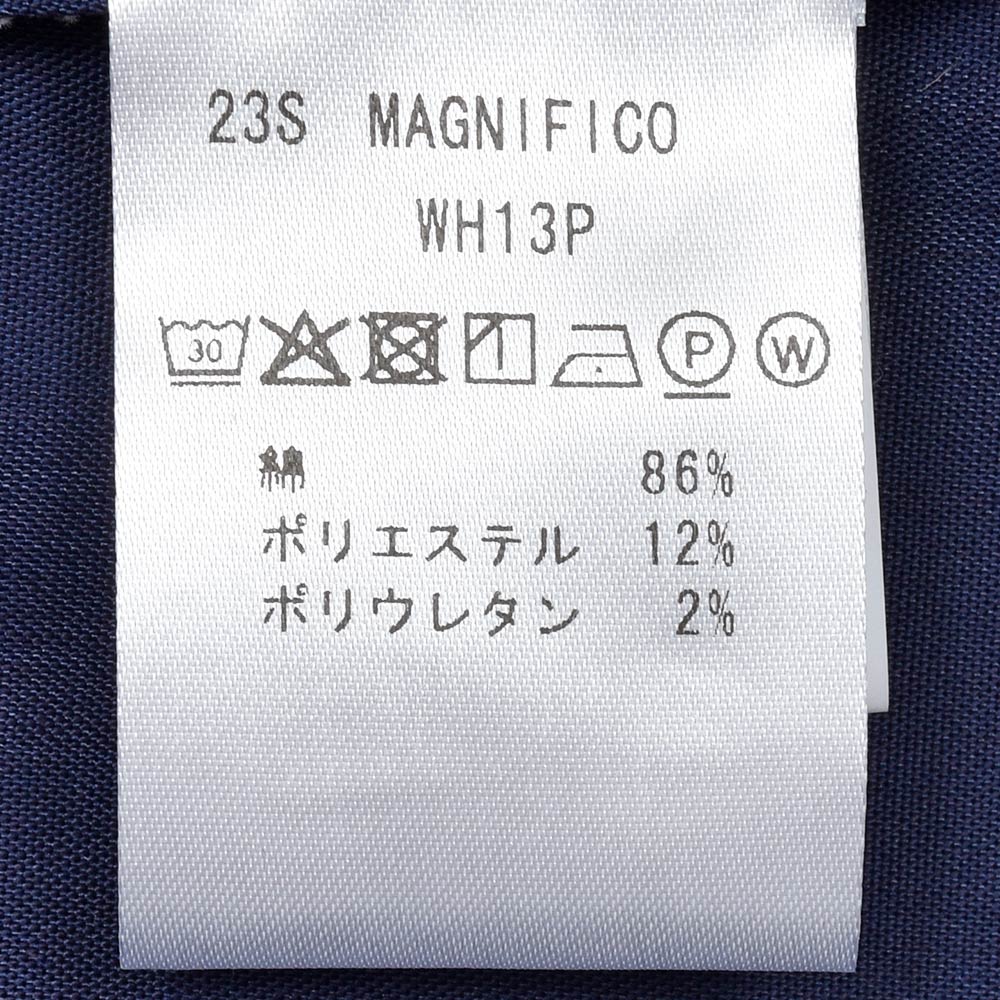 23S MAGNIFICO
WH13P
30 P W
綿 86%
ポリエステル 12%
ポリウレタン 2%